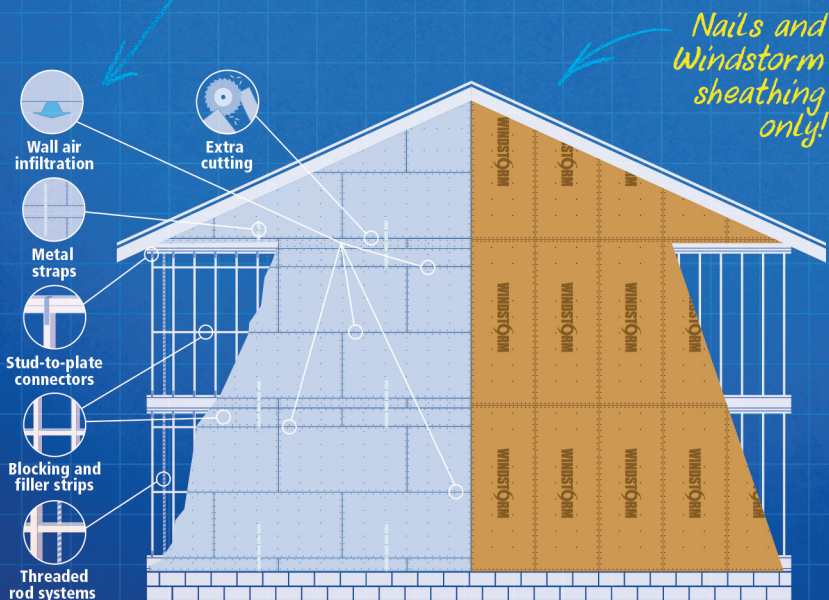 Nails and
Windstorm
sheathing
only!
Wall air
infiltration
Extra
cutting
Metal
straps
Stud-to-plate
connectors
Blocking and
filler strips
Threaded
rod systems
WINDSTORM
WINDSTORM
WINDSTORM
WINDSTORM
WINDSTORM
WINDSTORM
WINDSTORM
WINDSTORM
WINDSTORM
WINDSTORM
WINDSTORM